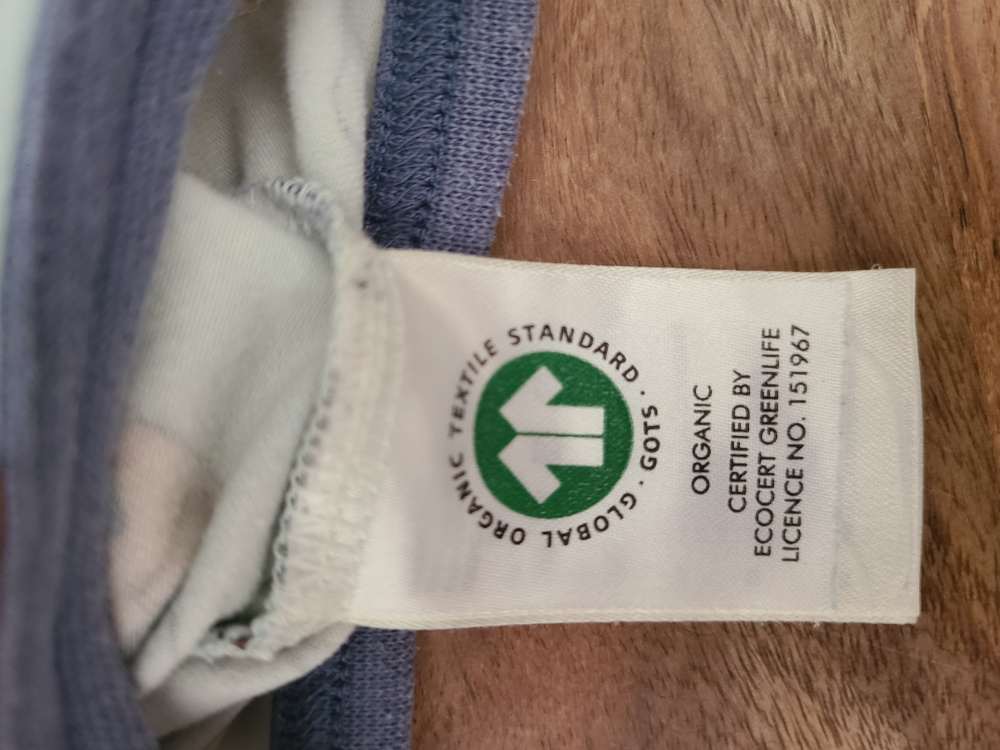 GLOBAL ORGANIC TEXTILE STANDARD · GOTS ·
ORGANIC
CERTIFIED BY
ECOCERT GREENLIFE
LICENCE NO. 151967